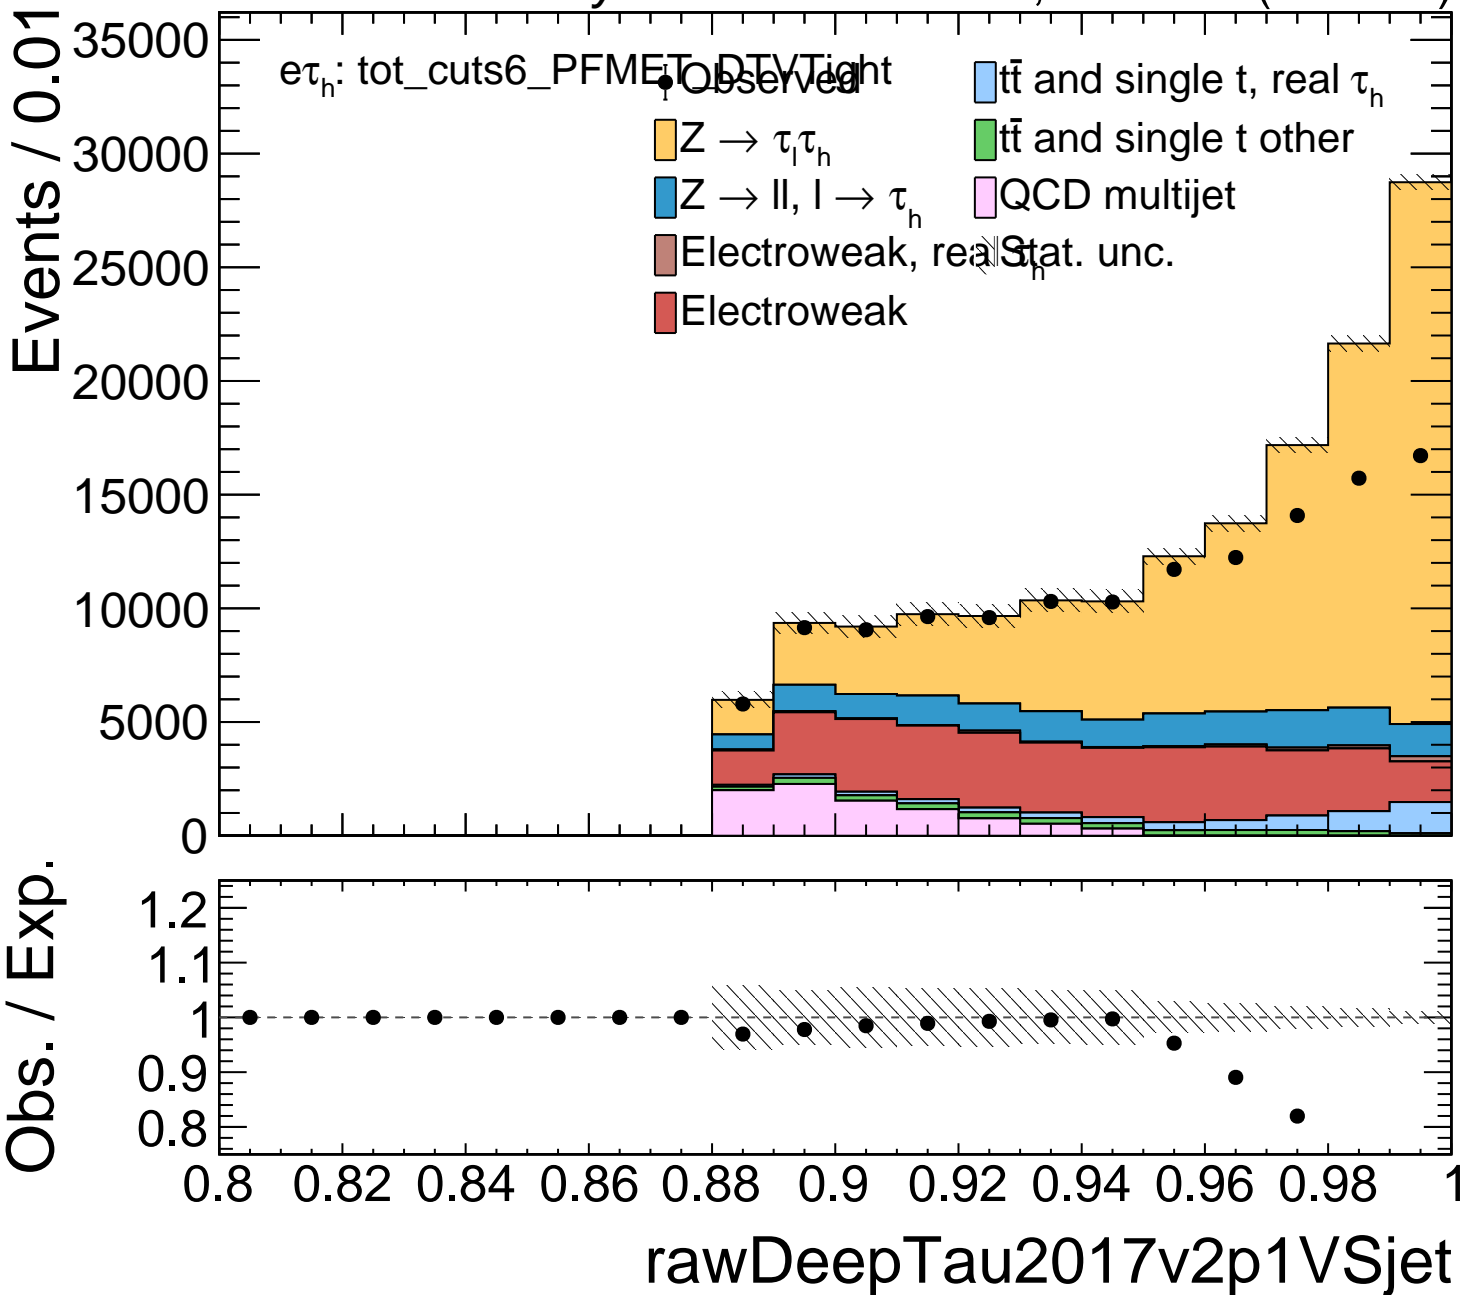 eτh: tot_cuts6_PFMET_DTVTight
Observed
Z → τlτh
Z → ll, l → τh
Electroweak, real τh
Electroweak
tt̄ and single t, real τh
tt̄ and single t other
QCD multijet
Stat. unc.
Events / 0.01
35000
30000
25000
20000
15000
10000
5000
0
Obs. / Exp.
1.2
1.1
1
0.9
0.8
0.8 0.82 0.84 0.86 0.88 0.9 0.92 0.94 0.96 0.98 1
rawDeepTau2017v2p1VSjet